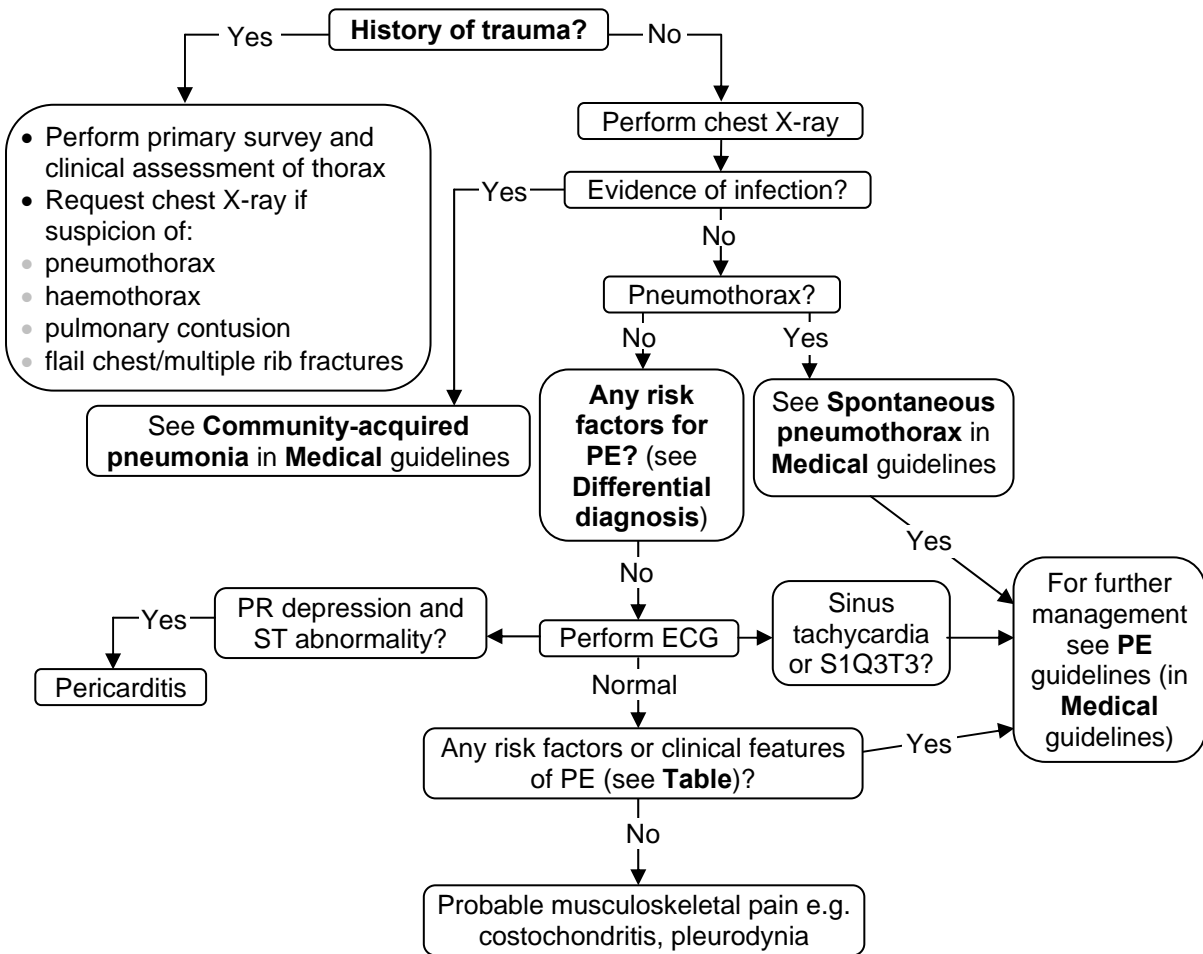 History of trauma?
Yes
No
• Perform primary survey and
clinical assessment of thorax
• Request chest X-ray if
suspicion of:
• pneumothorax
• haemothorax
• pulmonary contusion
• flail chest/multiple rib fractures
Perform chest X-ray
Evidence of infection?
Yes
No
See Community-acquired
pneumonia in Medical guidelines
Pneumothorax?
No
Yes
Any risk
factors for
PE? (see
Differential
diagnosis)
See Spontaneous
pneumothorax in
Medical guidelines
Yes
No
For further
management
see PE
guidelines (in
Medical
guidelines)
Perform ECG
PR depression and
ST abnormality?
Yes
Pericarditis
Sinus
tachycardia
or S1Q3T3?
Normal
Any risk factors or clinical features
of PE (see Table)?
Yes
No
Probable musculoskeletal pain e.g.
costochondritis, pleurodynia